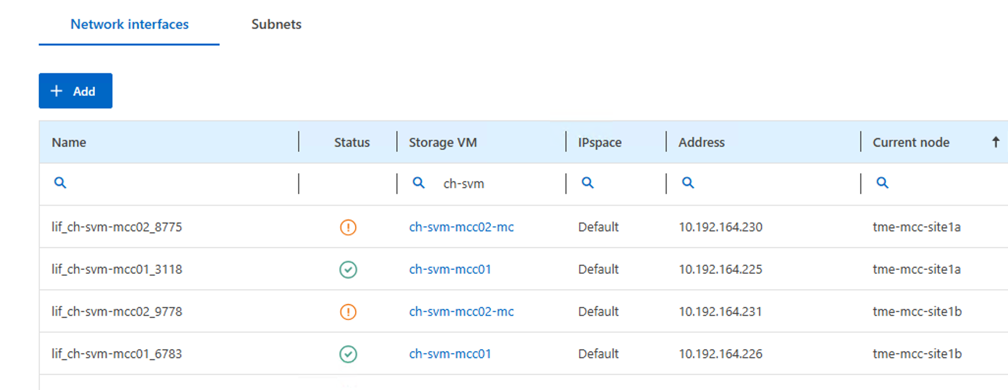 Network interfaces Subnets
+ Add
Name Status Storage VM IPspace Address Current node
ch-svm
lif_ch-svm-mcc02_8775 ch-svm-mcc02-mc Default 10.192.164.230 tme-mcc-site1a
lif_ch-svm-mcc01_3118 ch-svm-mcc01 Default 10.192.164.225 tme-mcc-site1a
lif_ch-svm-mcc02_9778 ch-svm-mcc02-mc Default 10.192.164.231 tme-mcc-site1b
lif_ch-svm-mcc01_6783 ch-svm-mcc01 Default 10.192.164.226 tme-mcc-site1b